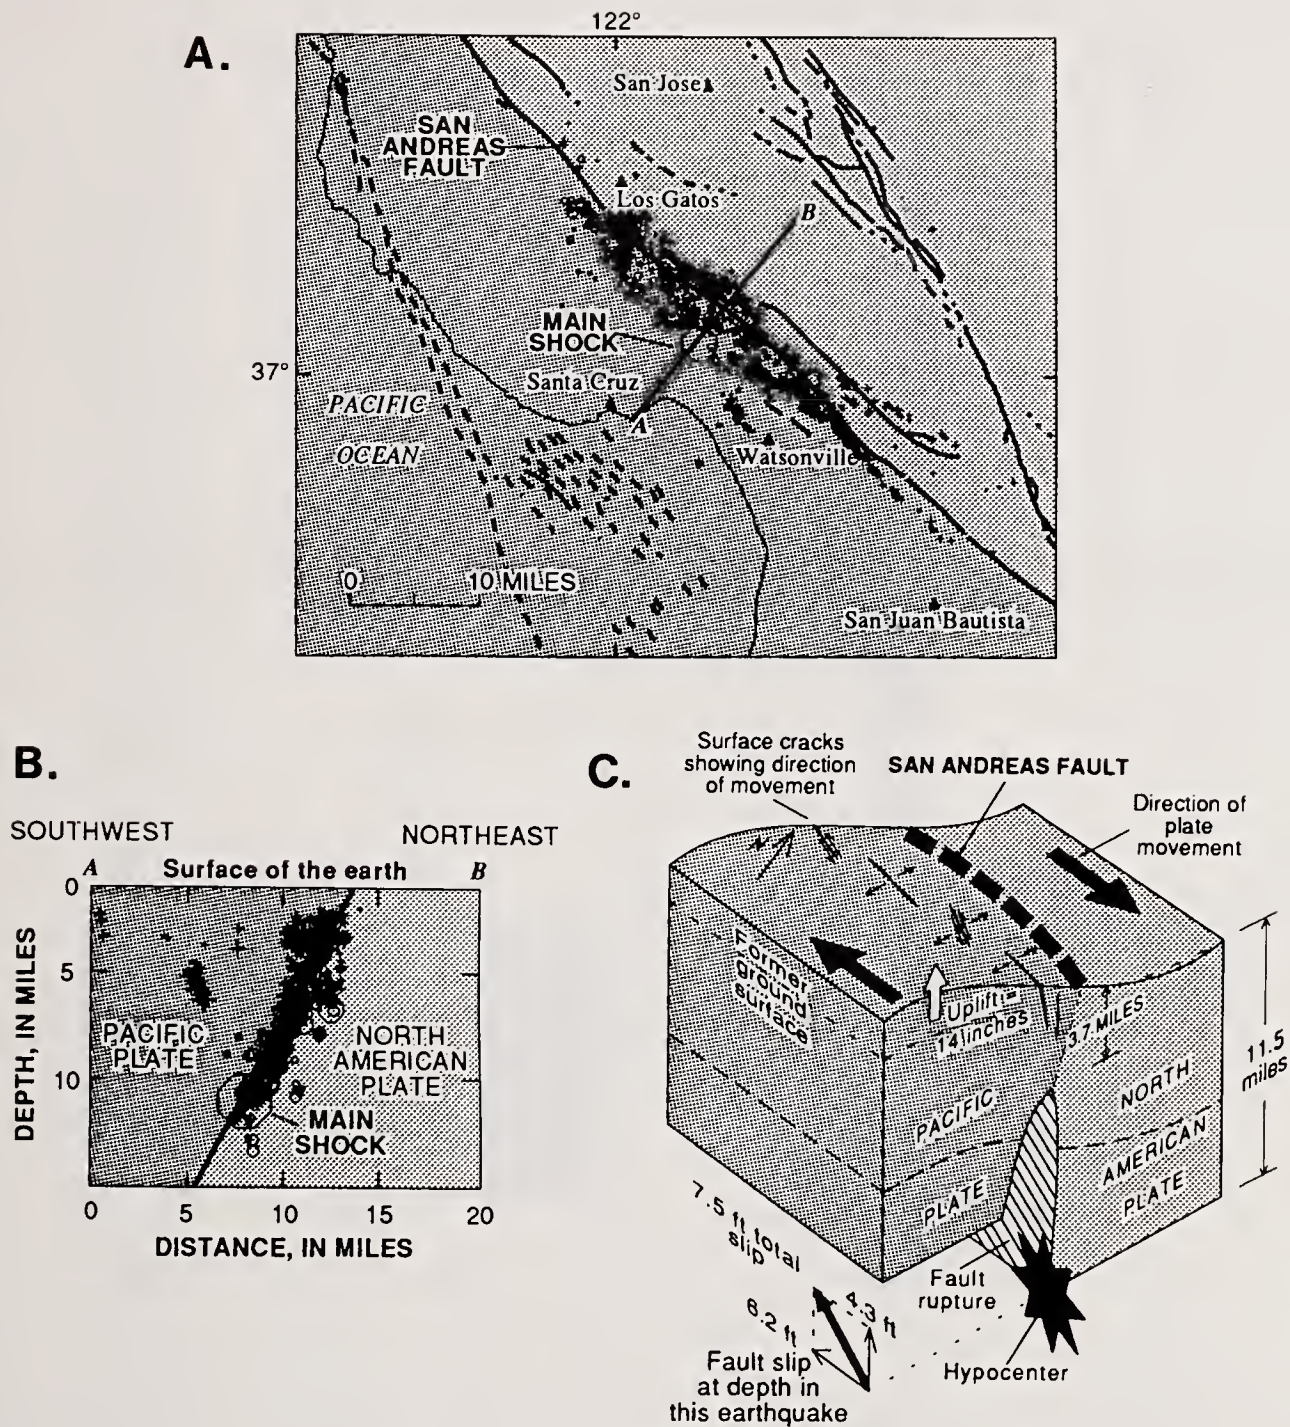 A.
122°
San Jose
SAN
ANDREAS
FAULT
Los Gatos
B
MAIN
SHOCK
37°
Santa Cruz
PACIFIC
OCEAN
A
Watsonville
0
10 MILES
San Juan Bautista
B.
SOUTHWEST
NORTHEAST
A
Surface of the earth
B
0
5
10
DEPTH, IN MILES
PACIFIC
PLATE
NORTH
AMERICAN
PLATE
MAIN
SHOCK
0
5
10
15
20
DISTANCE, IN MILES
C.
Surface cracks
showing direction
of movement
SAN ANDREAS FAULT
Direction of
plate
movement
Former
ground
surface
Uplift =
14 inches
3.7 MILES
11.5
miles
PACIFIC
PLATE
NORTH
AMERICAN
PLATE
7.5 ft total
slip
6.2 ft
4.3 ft
Fault slip
at depth in
this earthquake
Fault
rupture
Hypocenter